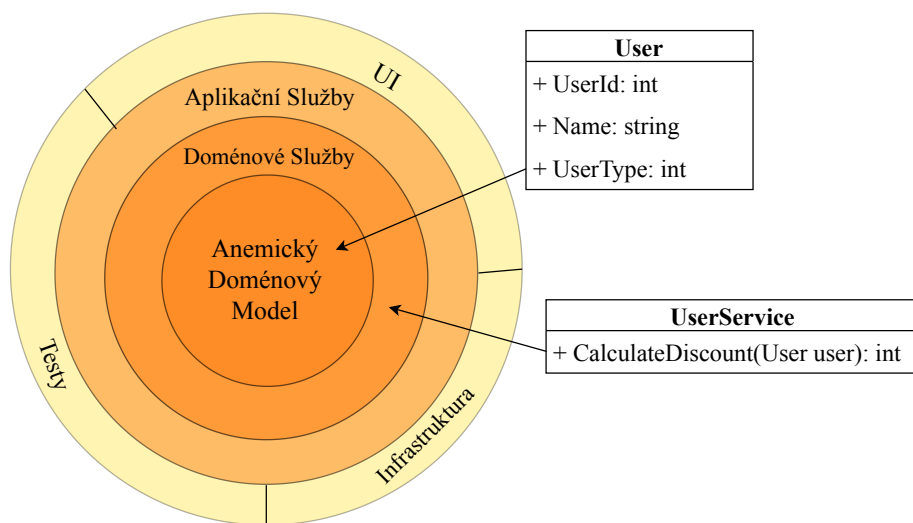 UI
Aplikační Služby
Doménové Služby
Anemický
Doménový
Model
Testy
Infrastruktura
User
+ UserId: int
+ Name: string
+ UserType: int
UserService
+ CalculateDiscount(User user): int